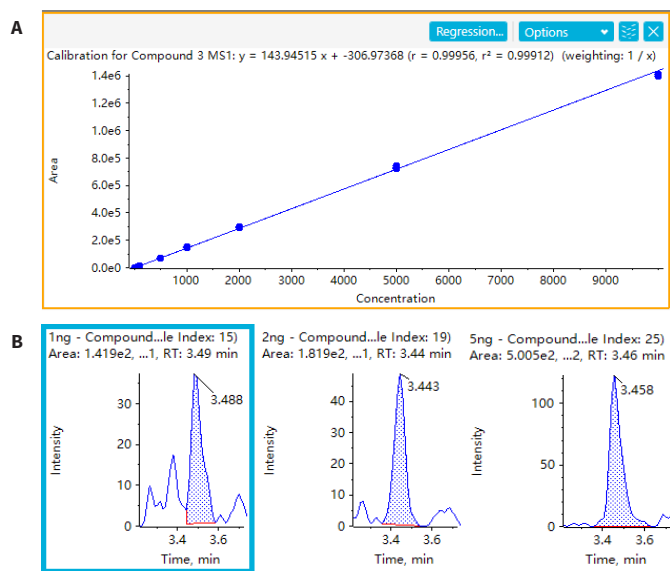 A
Regression... Options
Calibration for Compound 3 MS1: y = 143.94515 x + -306.97368 (r = 0.99956, r² = 0.99912) (weighting: 1 / x)
1.4e6
1.2e6
1.0e6
8.0e5
6.0e5
4.0e5
2.0e5
0.0e0
Area
1000 2000 3000 4000 5000 6000 7000 8000 9000
Concentration
B
1ng - Compound...le Index: 15)
Area: 1.419e2, ...1, RT: 3.49 min
3.488
30
20
10
0
Intensity
3.4 3.6
Time, min
2ng - Compound...le Index: 19)
Area: 1.819e2, ...1, RT: 3.44 min
3.443
40
30
20
10
0
Intensity
3.4 3.6
Time, min
5ng - Compound...le Index: 25)
Area: 5.005e2, ...2, RT: 3.46 min
3.458
100
50
0
Intensity
3.4 3.6
Time, min